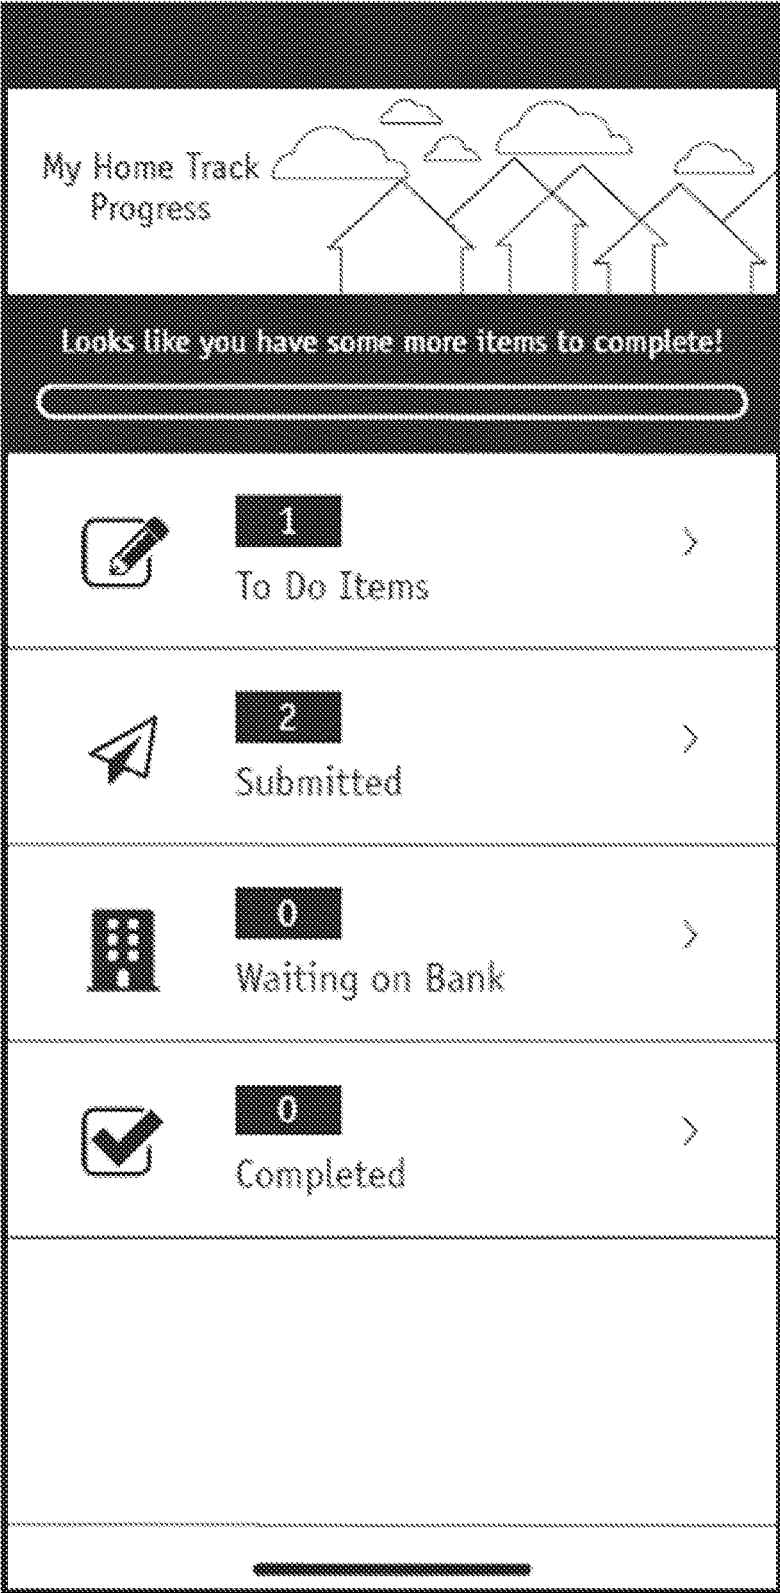 My Home Track
Progress
Looks like you have some more items to complete!
1
To Do Items
2
Submitted
0
Waiting on Bank
0
Completed